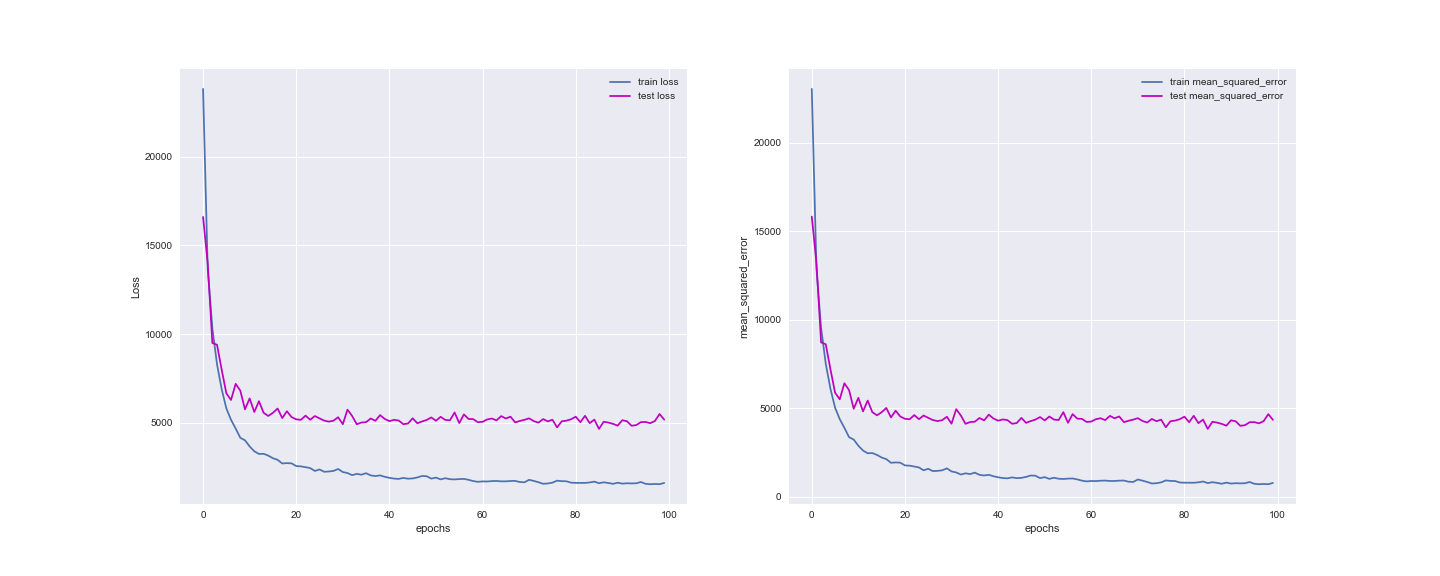 train loss
test loss
20000
15000
10000
5000
Loss
0
20
40
60
80
100
epochs
train mean_squared_error
test mean_squared_error
20000
15000
10000
5000
0
mean_squared_error
0
20
40
60
80
100
epochs